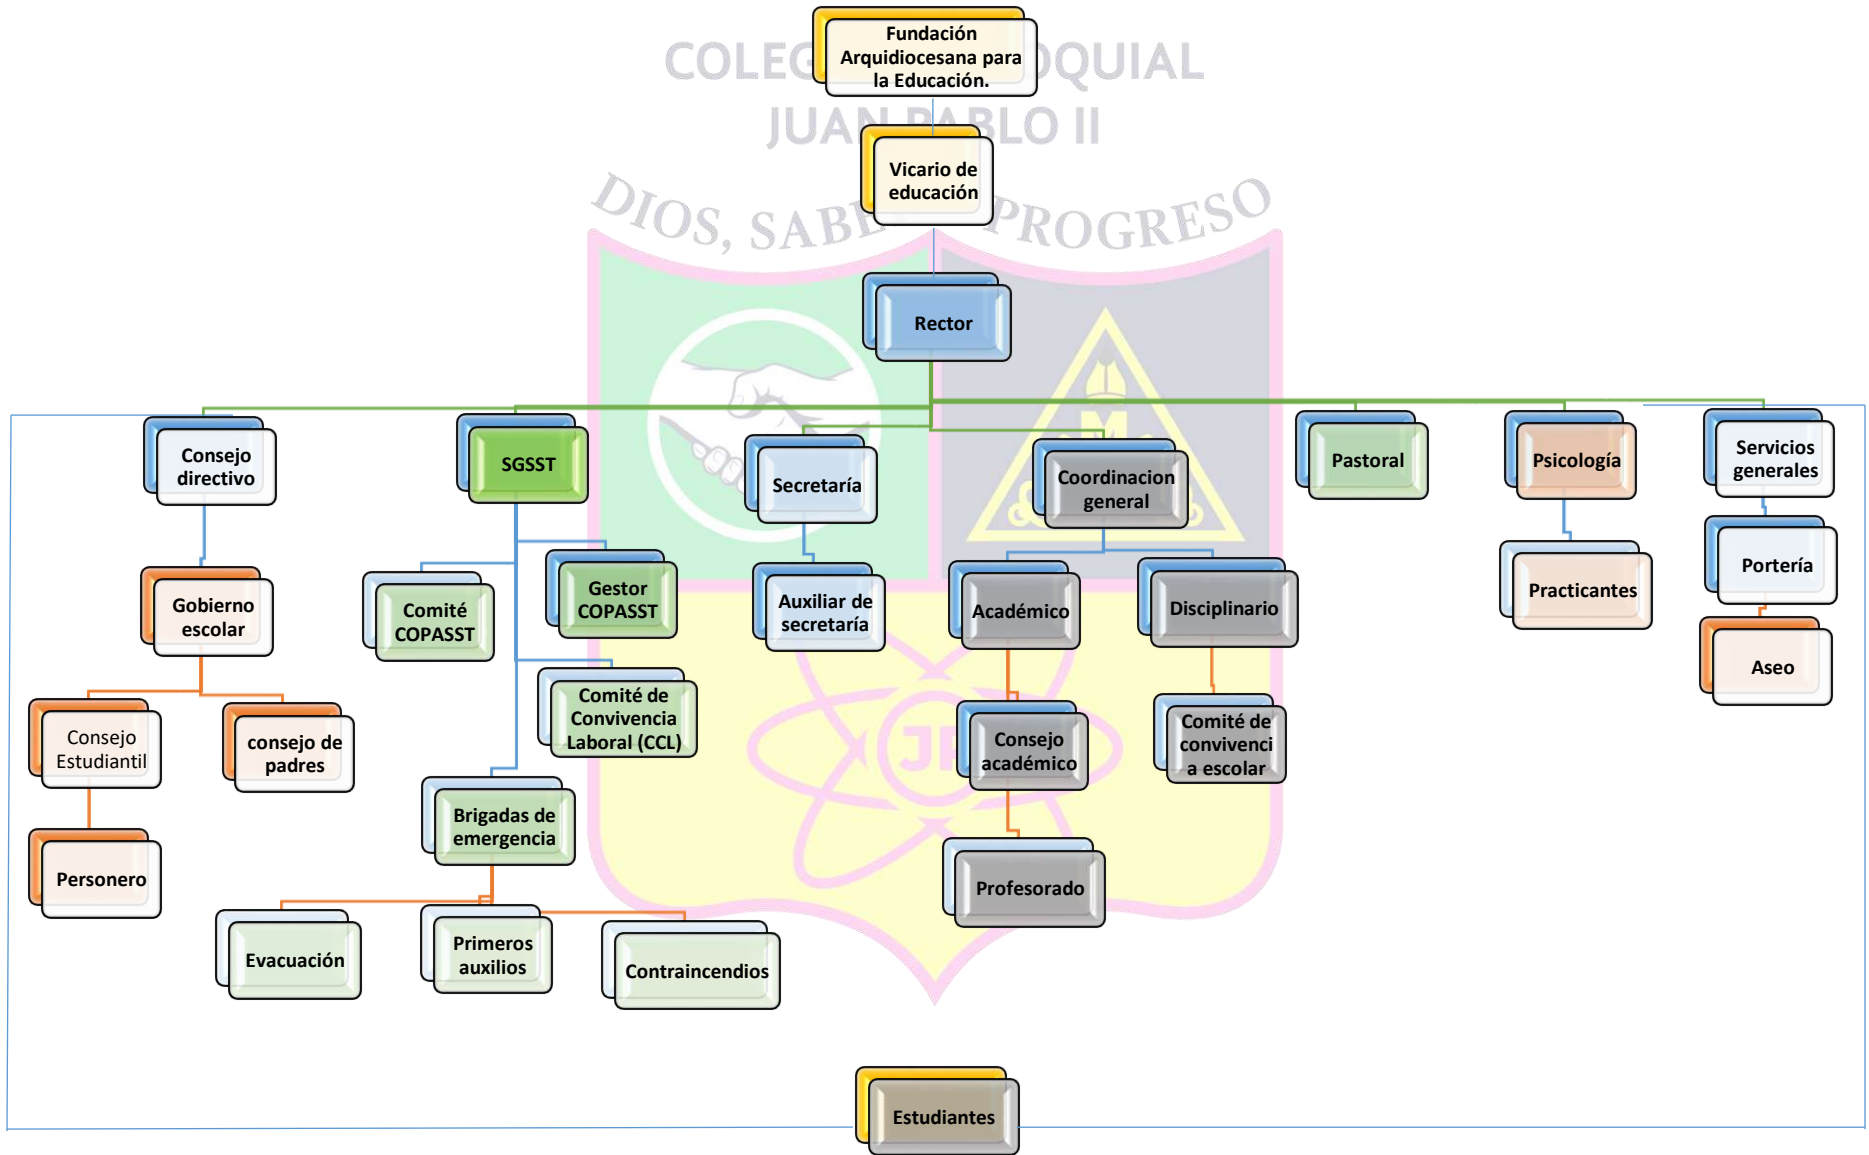 Fundación
Arquidiocesana para
la Educación.
COLEG
OQUIAL
JUAN PABLO II
Vicario de
educación
DIOS, SABE
PROGRESO
Rector
Consejo
directivo
SGSST
Secretaría
Coordinacion
general
Pastoral
Psicología
Servicios
generales
Gobierno
escolar
Comité
COPASST
Gestor
COPASST
Auxiliar de
secretaría
Académico
Disciplinario
Practicantes
Portería
Aseo
Consejo
Estudiantil
consejo de
padres
Comité de
Convivencia
Laboral (CCL)
Consejo
académico
Comité de
convivenci
a escolar
Personero
Brigadas de
emergencia
Profesorado
Evacuación
Primeros
auxilios
Contraincendios
Estudiantes
M